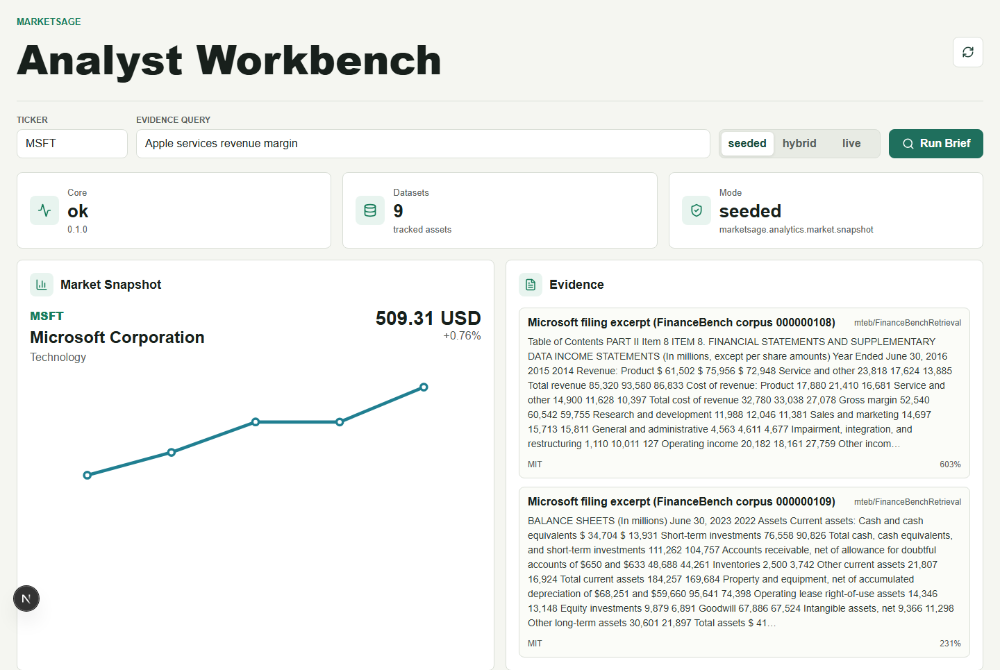 MARKETSAGE
Analyst Workbench
TICKER
EVIDENCE QUERY
MSFT
Apple services revenue margin
seeded
hybrid
live
Run Brief
Core
ok
0.1.0
Datasets
9
tracked assets
Mode
seeded
marketsage.analytics.market.snapshot
Market Snapshot
MSFT
Microsoft Corporation
Technology
509.31 USD
+0.76%
N
Evidence
Microsoft filing excerpt (FinanceBench corpus 000000108)
mteb/FinanceBenchRetrieval
Table of Contents PART II Item 8 ITEM 8. FINANCIAL STATEMENTS AND SUPPLEMENTARY
DATA INCOME STATEMENTS (In millions, except per share amounts) Year Ended June 30, 2016
2015 2014 Revenue: Product $ 61,502 $ 75,956 $ 72,948 Service and other 23,818 17,624 13,885
Total revenue 85,320 93,580 86,833 Cost of revenue: Product 17,880 21,410 16,681 Service and
other 14,900 11,628 10,397 Total cost of revenue 32,780 33,038 27,078 Gross margin 52,540
60,542 59,755 Research and development 11,988 12,046 11,381 Sales and marketing 14,697
15,713 15,811 General and administrative 4,563 4,611 4,677 Impairment, integration, and
restructuring 1,110 10,011 127 Operating income 20,182 18,161 27,759 Other incom…
MIT
603%
Microsoft filing excerpt (FinanceBench corpus 000000109)
mteb/FinanceBenchRetrieval
BALANCE SHEETS (In millions) June 30, 2023 2022 Assets Current assets: Cash and cash
equivalents $ 34,704 $ 13,931 Short-term investments 76,558 90,826 Total cash, cash equivalents,
and short-term investments 111,262 104,757 Accounts receivable, net of allowance for doubtful
accounts of $650 and $633 48,688 44,261 Inventories 2,500 3,742 Other current assets 21,807
16,924 Total current assets 184,257 169,684 Property and equipment, net of accumulated
depreciation of $68,251 and $59,660 95,641 74,398 Operating lease right-of-use assets 14,346
13,148 Equity investments 9,879 6,891 Goodwill 67,886 67,524 Intangible assets, net 9,366 11,298
Other long-term assets 30,601 21,897 Total assets $ 41…
MIT
231%